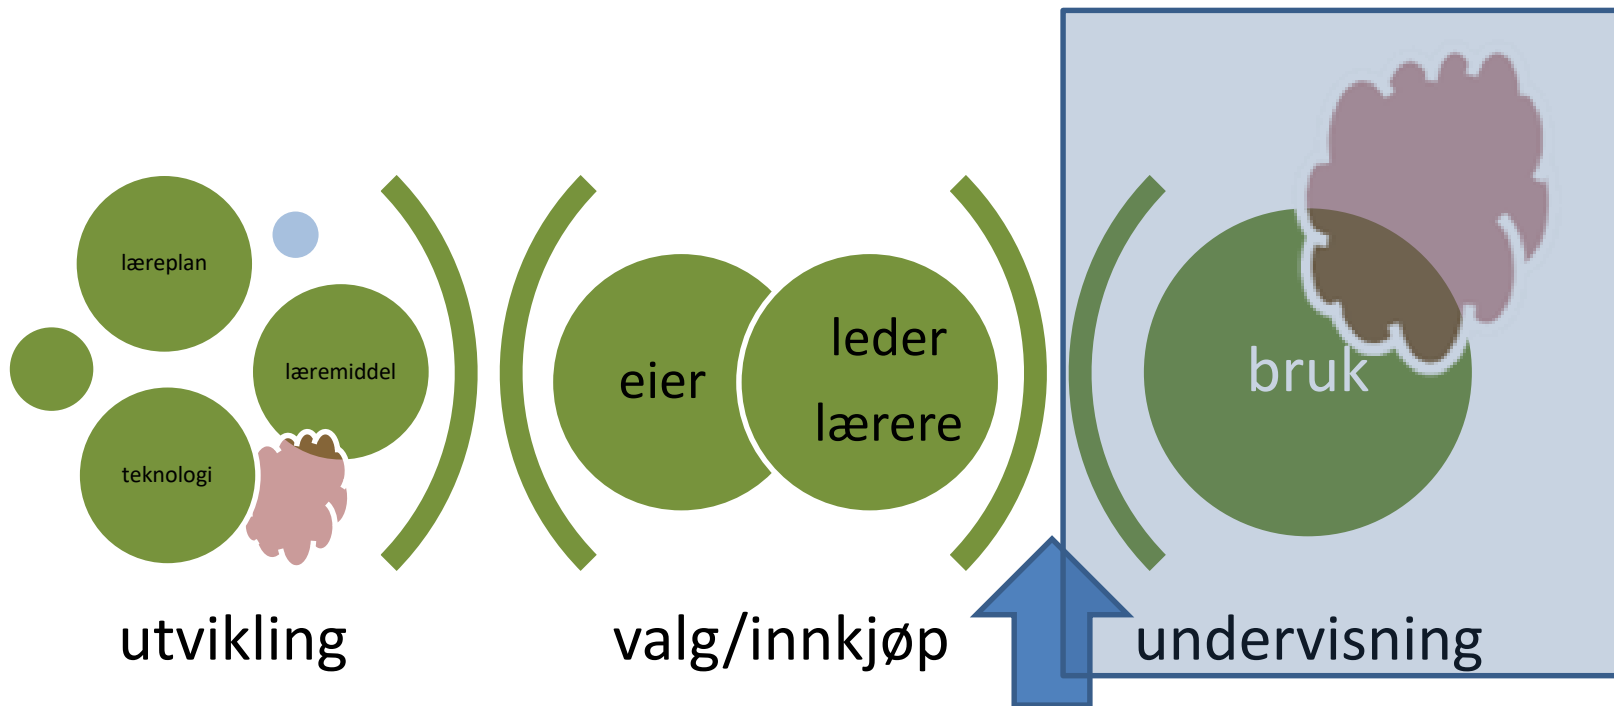 læreplan
læremiddel
teknologi
eier
leder
lærere
bruk
utvikling
valg/innkjøp
undervisning